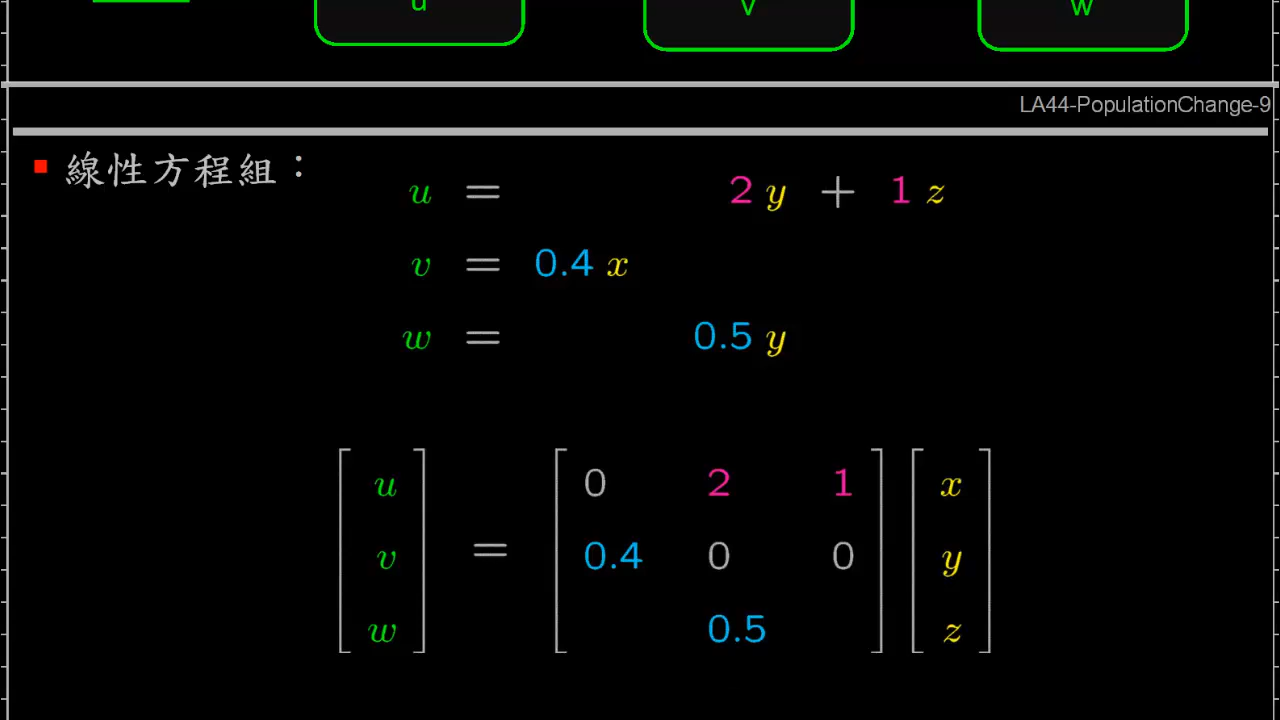 u v w
LA44-PopulationChange-9
線性方程組：
u = 2 y + 1 z
v = 0.4 x
w = 0.5 y
u 0 2 1 x
v = 0.4 0 0 y
w 0.5 z